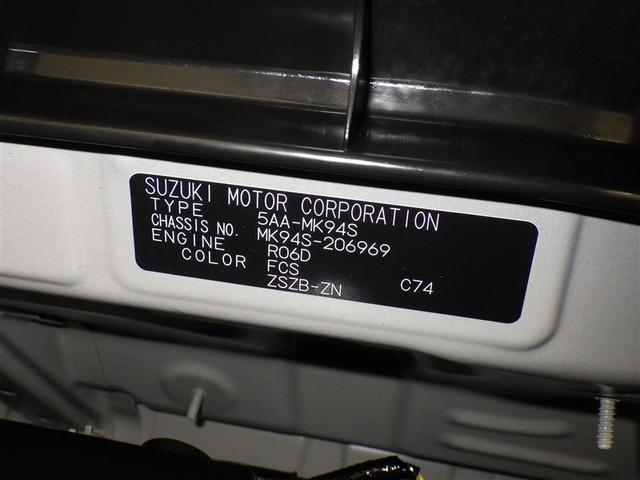 SUZUKI MOTOR CORPORATION
TYPE 5AA-MK94S
CHASSIS NO. MK94S-206969
ENGINE R06D
COLOR FCS
ZSZB-ZN C74